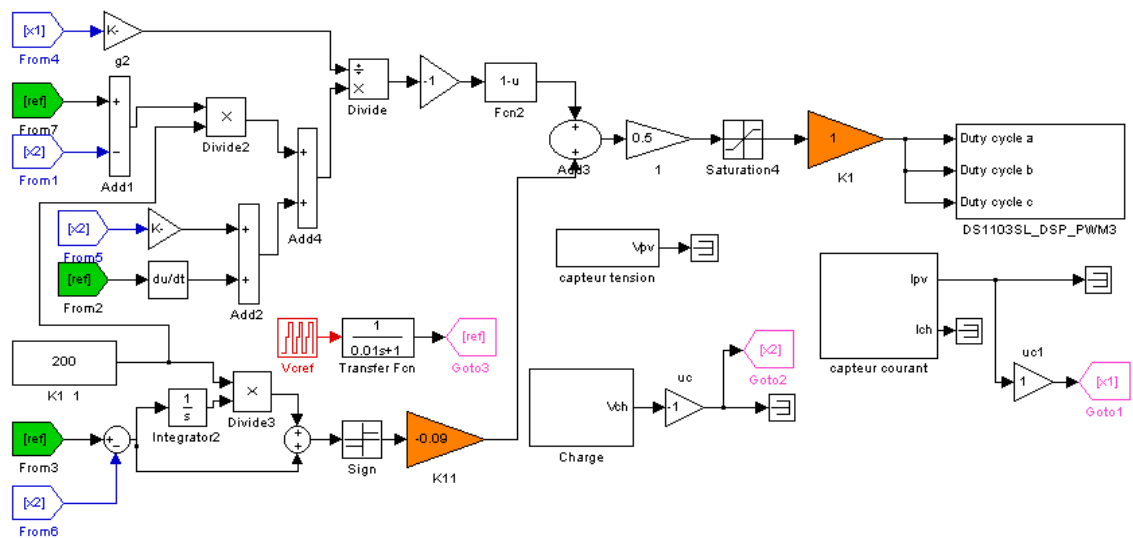 [x1]
From4
K-
g2
[ref]
From7
[x2]
From1
+
−
Add1
×
Divide2
÷
×
Divide
-1
1-u
Fcn2
+
+
Add3
0.5
1
Saturation4
1
K1
Duty cycle a
Duty cycle b
Duty cycle c
DS1103SL_DSP_PWM3
+
+
Add4
[x2]
From5
K-
[ref]
From2
du/dt
+
+
Add2
Vpv
capteur tension
Ipv
Ich
capteur courant
uc1
1
[x1]
Goto1
Vcref
1
0.01s+1
Transfer Fcn
[ref]
Goto3
200
K1 1
[x2]
Goto2
uc
-1
Vch
Charge
[ref]
From3
[x2]
From6
+
−
1
s
Integrator2
×
Divide3
+
+
Sign
-0.09
K11